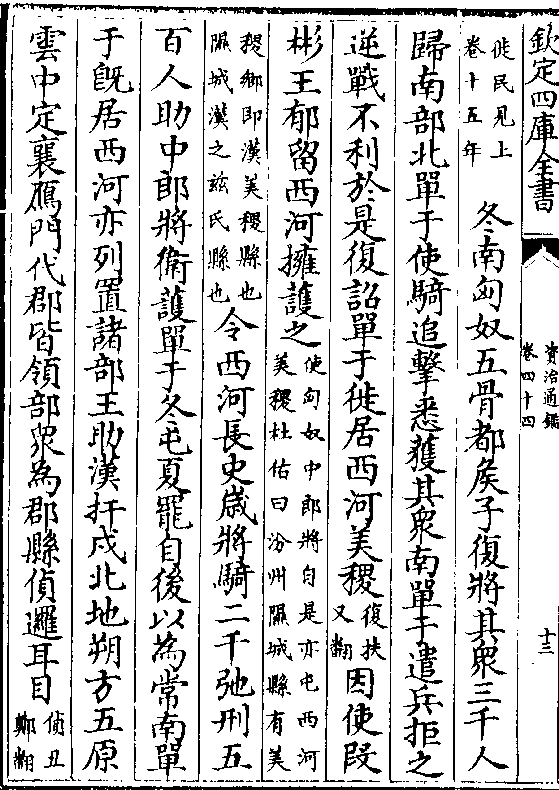 欽定四庫全書
資治通鑑
卷四十四
十三
徙民見上
卷十五年
冬南匈奴五骨都侯子復將其衆三千人
歸南部北單于使騎追擊悉獲其衆南單于遣兵拒之
逆戰不利於是復詔單于徙居西河美稷
復扶
又翻
因使段
彬王郁留西河擁護之
使匈奴中郎將自是亦屯西河
美稷杜佑曰汾州隰城縣有美
稷鄉即漢美稷縣也
隰城漢之兹氏縣也
令西河長史歲將騎二千弛刑五
百人助中郎將衛護單于冬屯夏罷自後以為常南單
于既居西河亦列置諸部王助漢扞戍北地朔方五原
雲中定襄鴈門代郡皆領部衆為郡縣偵邏耳目
偵丑
鄭翻